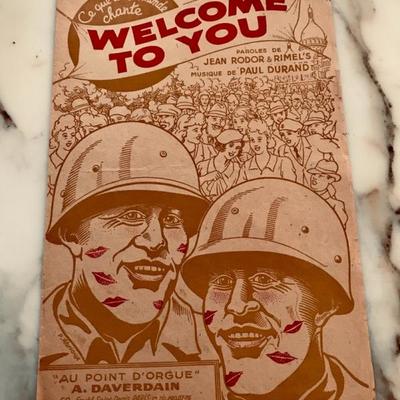 Ce que
chante
WELCOME
TO YOU
PAROLES DE
JEAN RODOR & RIMEL'S
MUSIQUE DE PAUL DURAND
"AU POINT D'ORGUE"
A. DAVERDAIN
PARIS